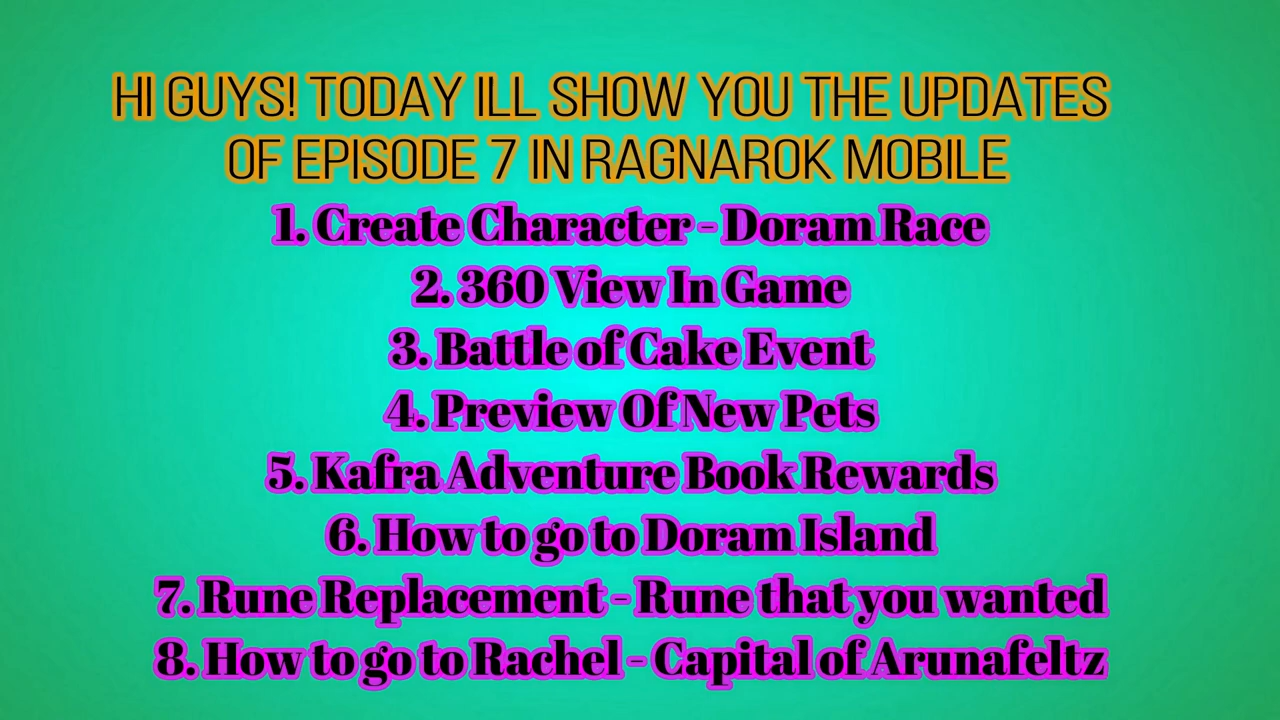 HI GUYS! TODAY ILL SHOW YOU THE UPDATES
OF EPISODE 7 IN RAGNAROK MOBILE
1. Create Character - Doram Race
2. 360 View In Game
3. Battle of Cake Event
4. Preview Of New Pets
5. Kafra Adventure Book Rewards
6. How to go to Doram Island
7. Rune Replacement - Rune that you wanted
8. How to go to Rachel - Capital of Arunafeltz